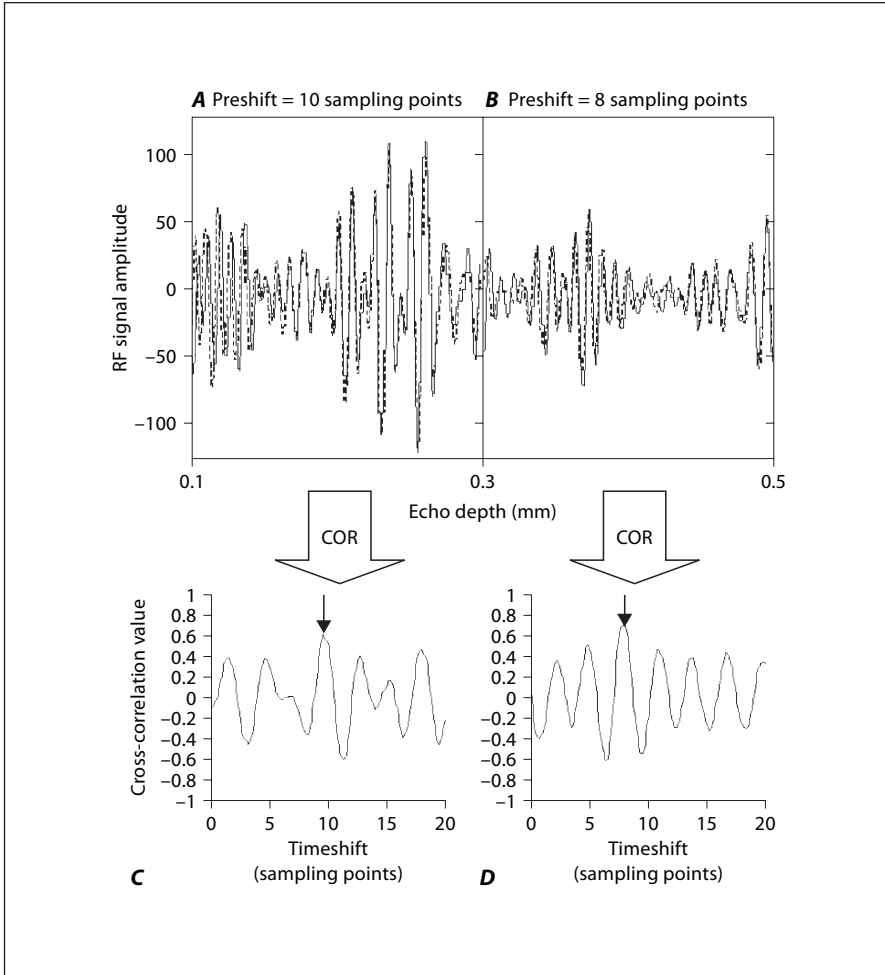 A Preshift = 10 sampling points B Preshift = 8 sampling points
RF signal amplitude
100
50
0
−50
−100
0.1 0.3 0.5
Echo depth (mm)
COR COR
Cross-correlation value
1 1
0.8 0.8
0.6 0.6
0.4 0.4
0.2 0.2
0 0
−0.2 −0.2
−0.4 −0.4
−0.6 −0.6
−0.8 −0.8
−1 −1
0 5 10 15 20 0 5 10 15 20
Timeshift Timeshift
C (sampling points) D (sampling points)